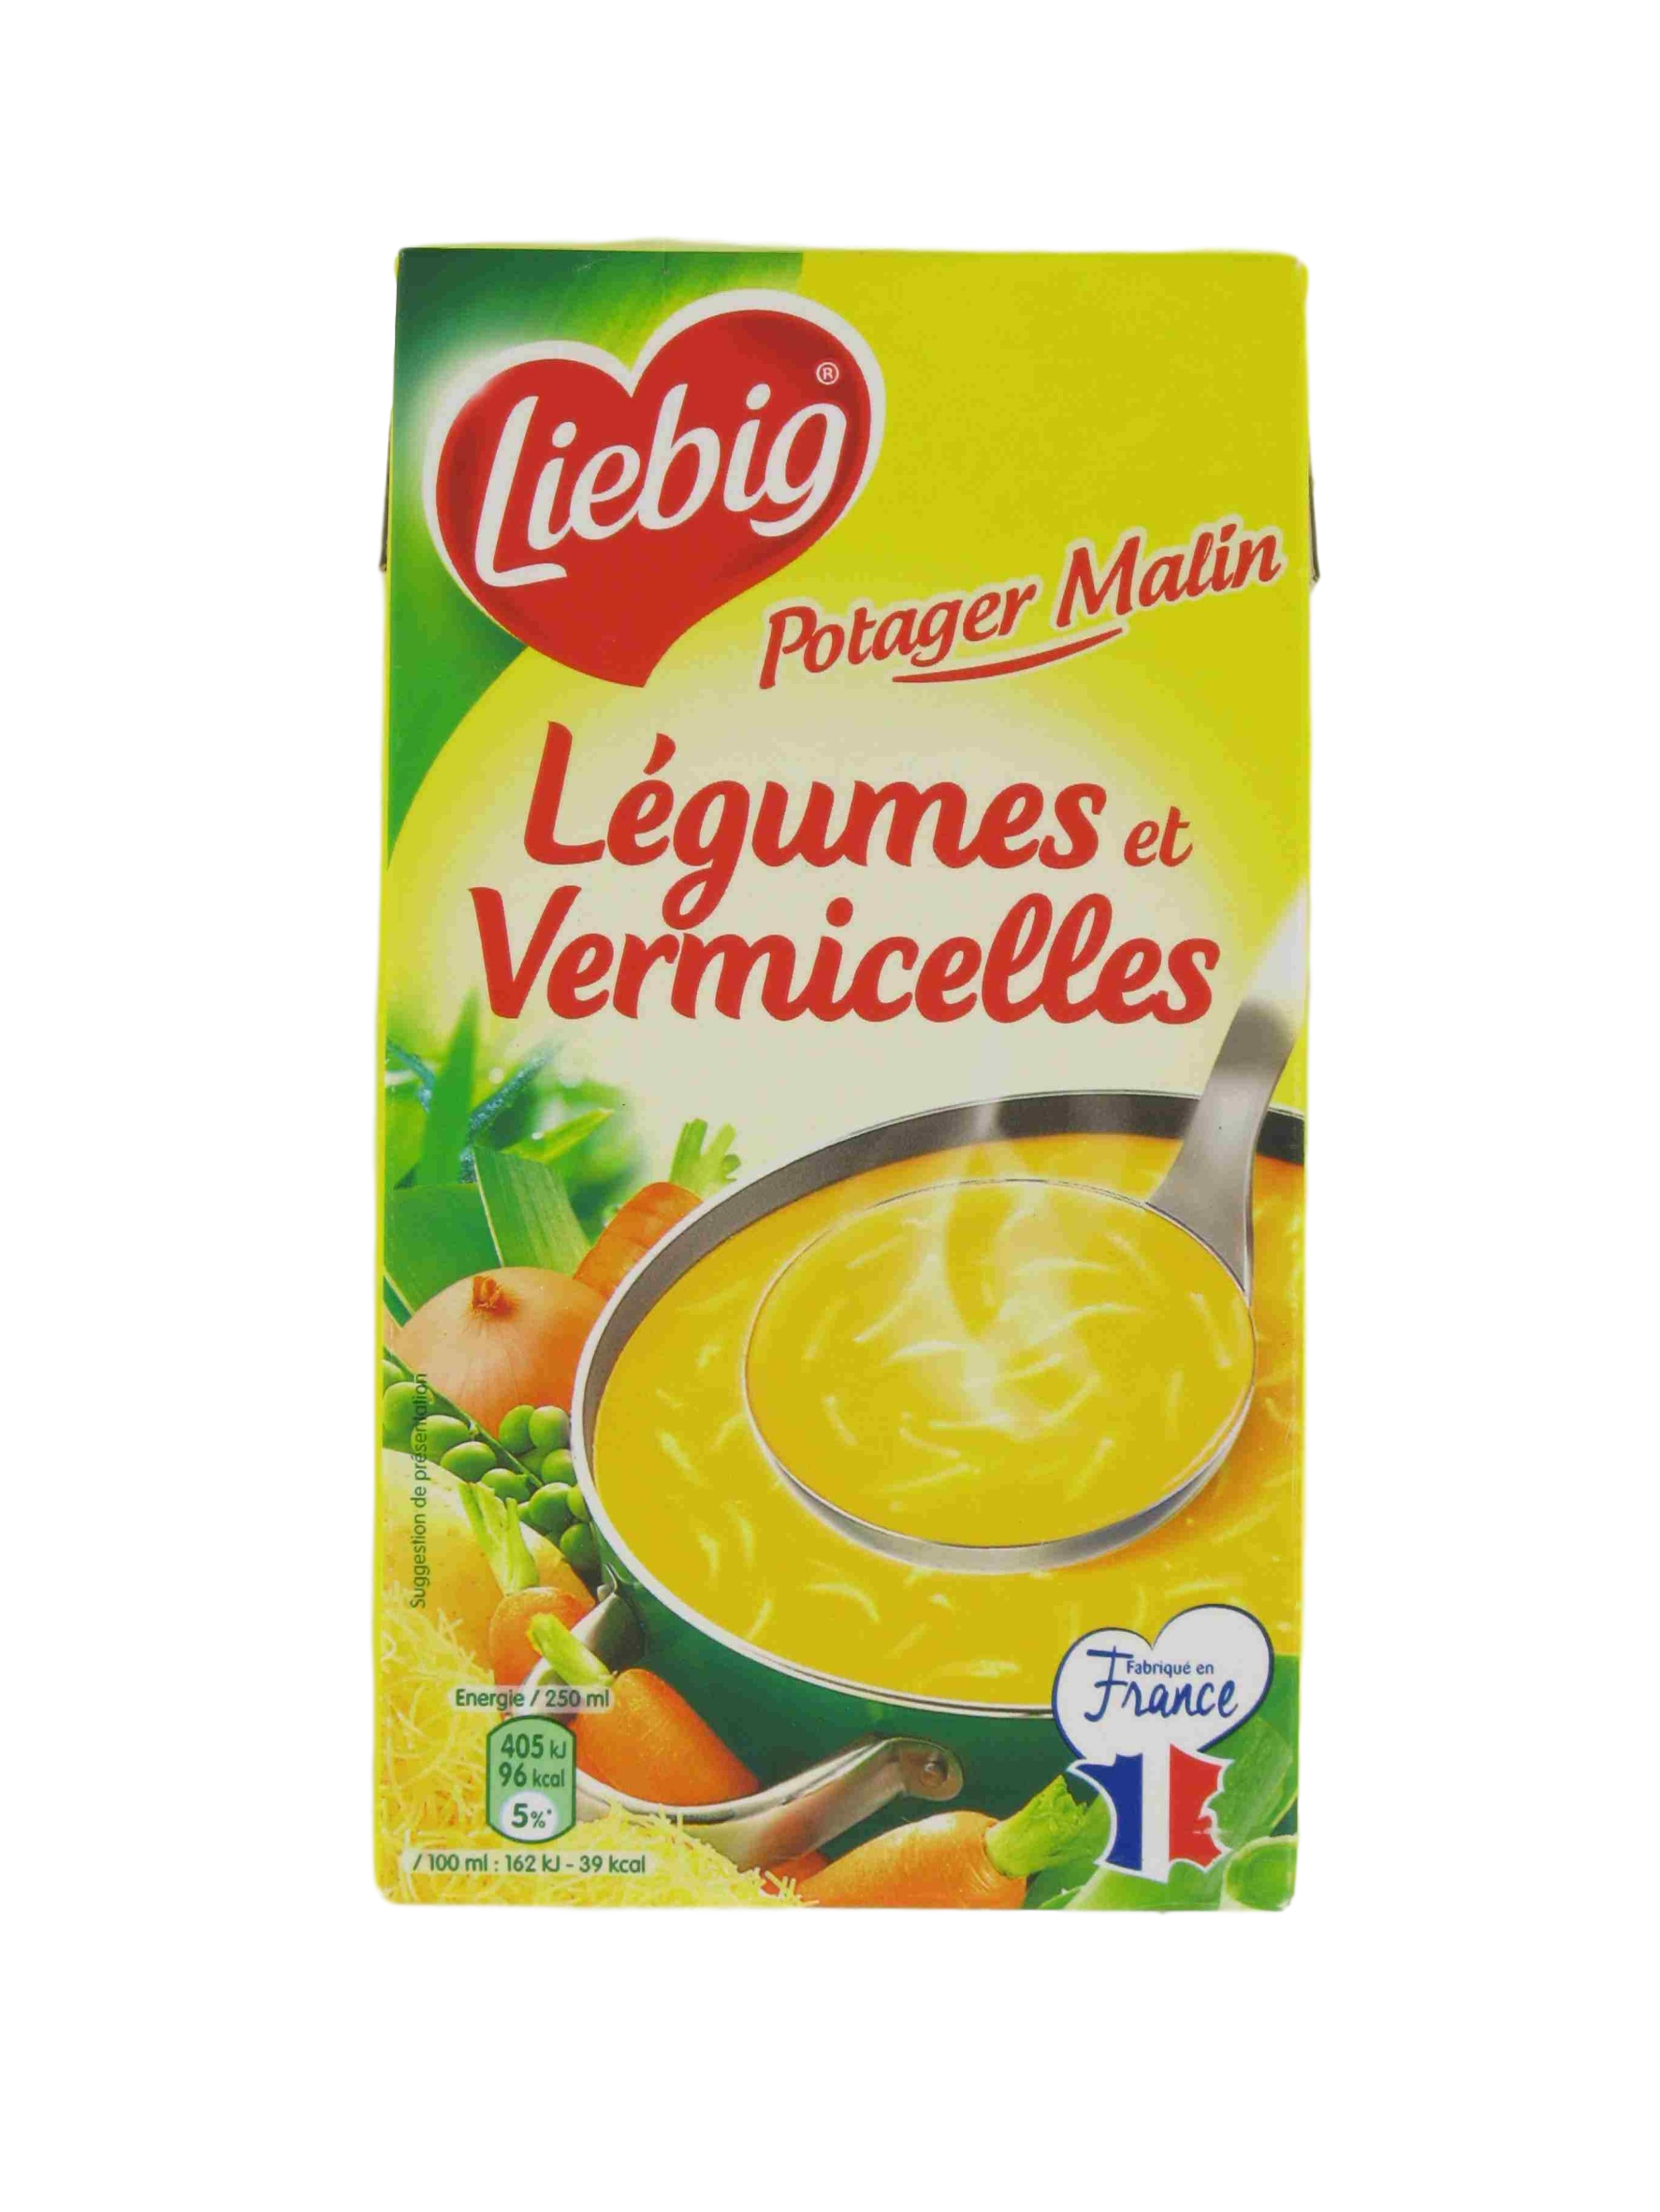 Liebig®
Potager Malin
Légumes et
Vermicelles
Suggestion de présentation
Fabriqué en
France
Energie / 250 ml
405 kJ
96 kcal
5%*
/ 100 ml : 162 kJ - 39 kcal